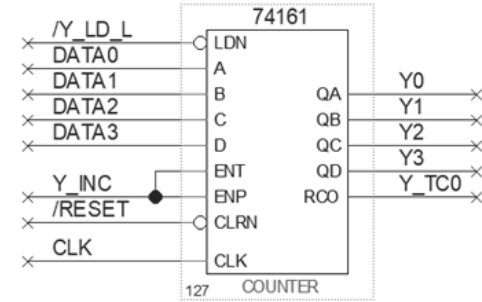 74161
/Y_LD_L LDN
DATA0 A
DATA1 B QA Y0
DATA2 C QB Y1
DATA3 D QC Y2
ENT QD Y3
Y_INC ENP RCO Y_TC0
/RESET CLRN
CLK CLK
127 COUNTER